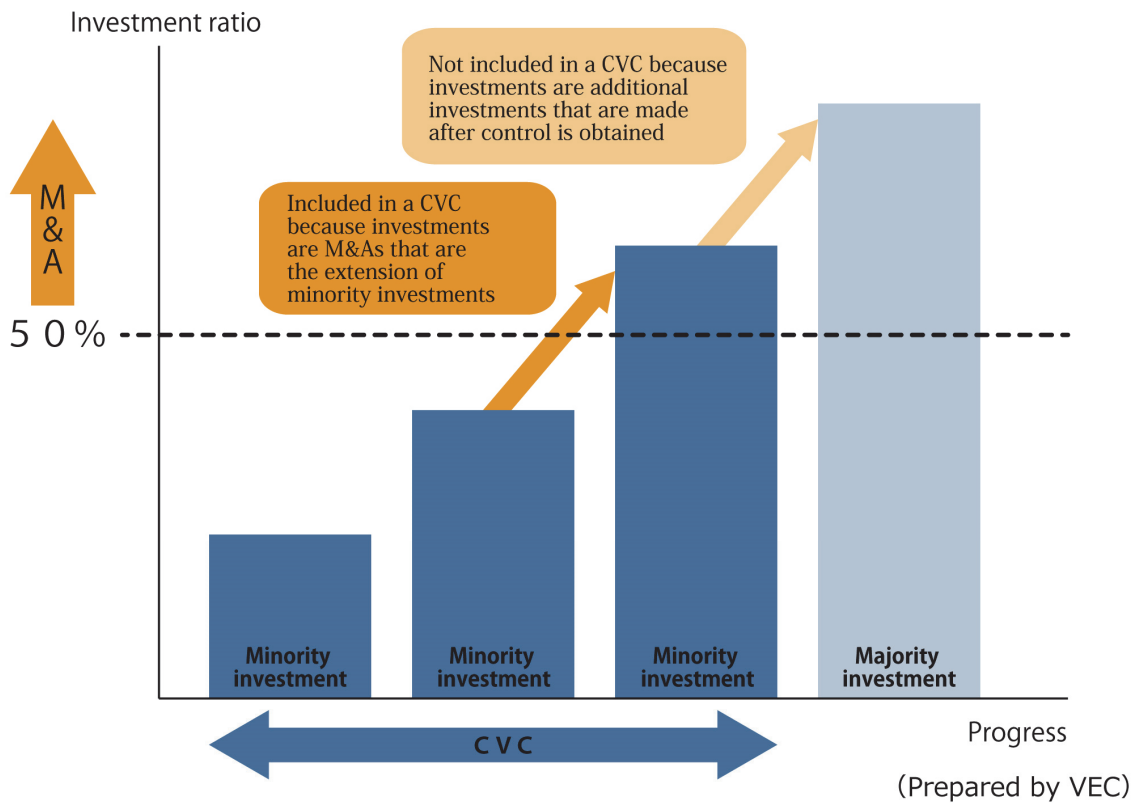 Investment ratio
Not included in a CVC because
investments are additional
investments that are made
after control is obtained
M
&
A
Included in a CVC
because investments
are M&As that are
the extension of
minority investments
50%
Minority
investment
Minority
investment
Minority
investment
Majority
investment
CVC
Progress
(Prepared by VEC)